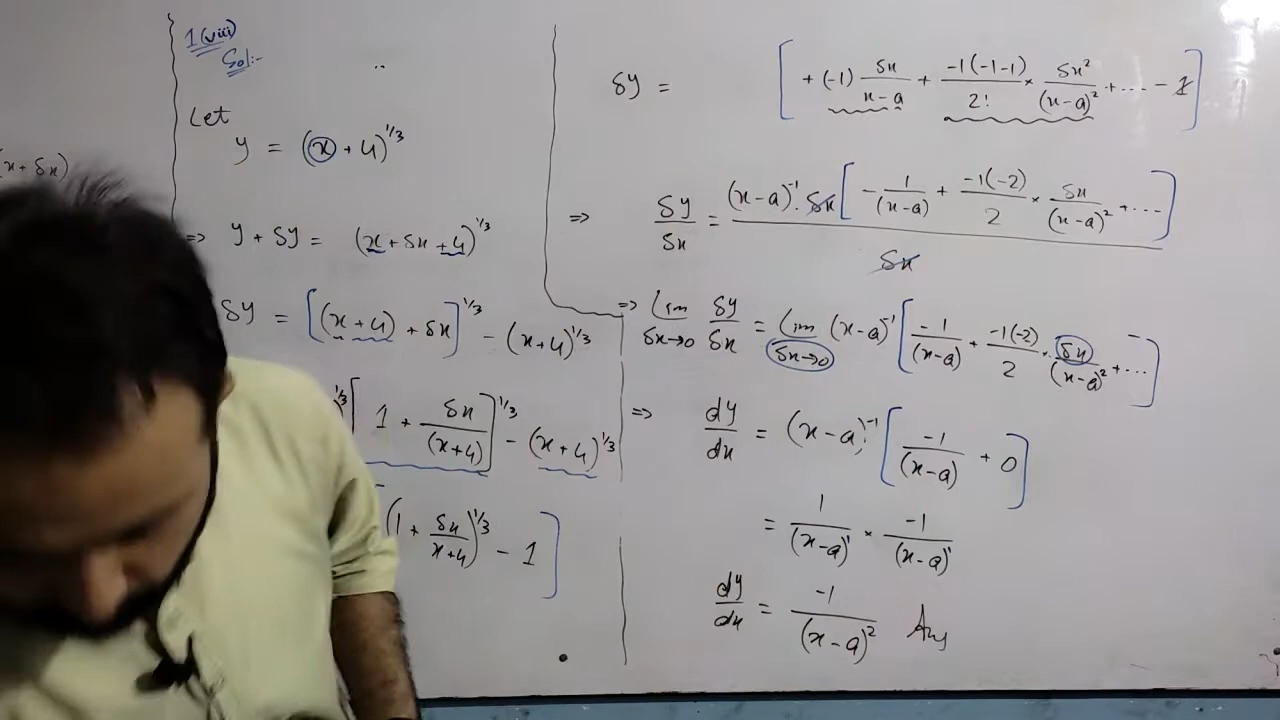 x + δx)
1(viii)
Sol:-
Let
y = (x + 4)^{1/3}
⇒ y + δy = (x + δx + 4)^{1/3}
δy = [(x+4) + δx]^{1/3} - (x+4)^{1/3}
)^{1/3} [1 + δx/(x+4)]^{1/3} - (x+4)^{1/3}
(1 + δx/(x+4))^{1/3} - 1]
δy = [ + (-1) δx/(x-a) + -1(-1-1)/2! × δx²/(x-a)² + ... - 1]
⇒ δy/δx = (x-a)^{-1} . δx [ -1/(x-a) + -1(-2)/2 × δx/(x-a)² + ... ] / δx
⇒ Lim δx→0 δy/δx = Lim δx→0 (x-a)^{-1} [ -1/(x-a) + -1(-2)/2 × δx/(x-a)² + ... ]
⇒ dy/dx = (x-a)^{-1} [ -1/(x-a) + 0 ]
= 1/(x-a)^1 × -1/(x-a)^1
dy/dx = -1/(x-a)² Ans